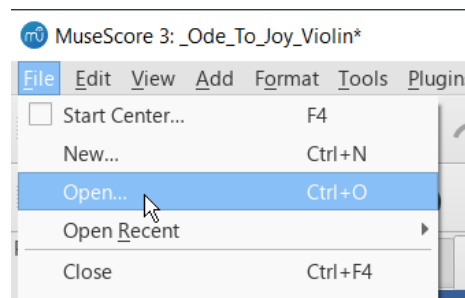 MuseScore 3: _Ode_To_Joy_Violin*
File Edit View Add Format Tools Plugin
Start Center... F4
New... Ctrl+N
Open... Ctrl+O
Open Recent
Close Ctrl+F4